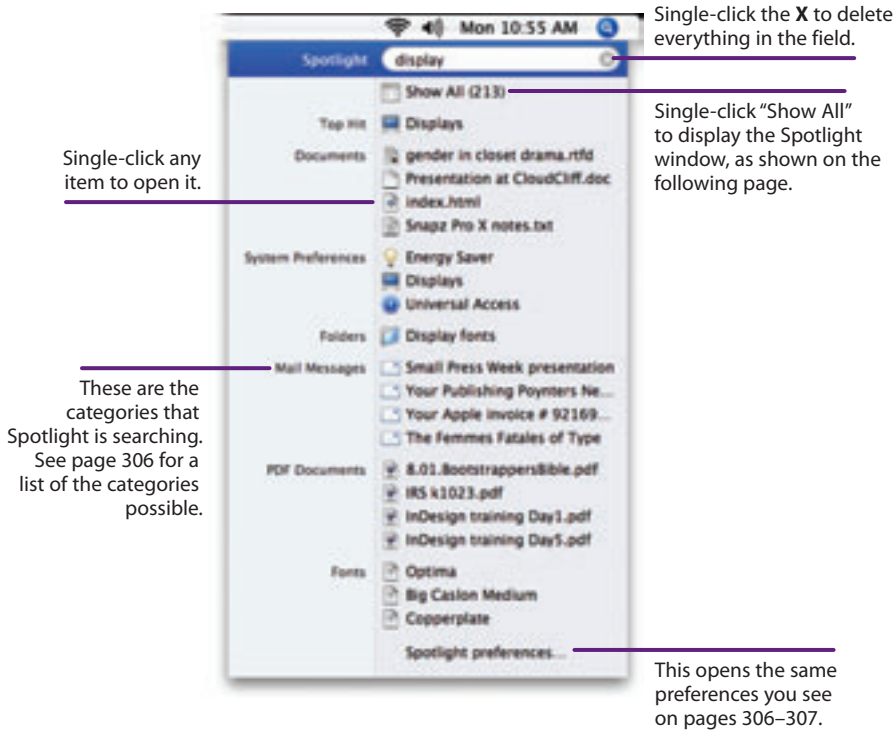 Mon 10:55 AM
Single-click the X to delete
everything in the field.
Spotlight display
Show All (213)
Single-click “Show All”
to display the Spotlight
window, as shown on the
following page.
Top Hit Displays
Single-click any
item to open it.
Documents gender in closet drama.rtfd
Presentation at CloudCliff.doc
index.html
Snapz Pro X notes.txt
System Preferences Energy Saver
Displays
Universal Access
Folders Display fonts
Mail Messages Small Press Week presentation
Your Publishing Poynters Ne...
Your Apple invoice # 92169...
The Femmes Fatales of Type
These are the
categories that
Spotlight is searching.
See page 306 for a
list of the categories
possible.
PDF Documents 8.01.BootstrappersBible.pdf
IRS k1023.pdf
InDesign training Day1.pdf
InDesign training Day5.pdf
Fonts Optima
Big Caslon Medium
Copperplate
Spotlight preferences...
This opens the same
preferences you see
on pages 306–307.